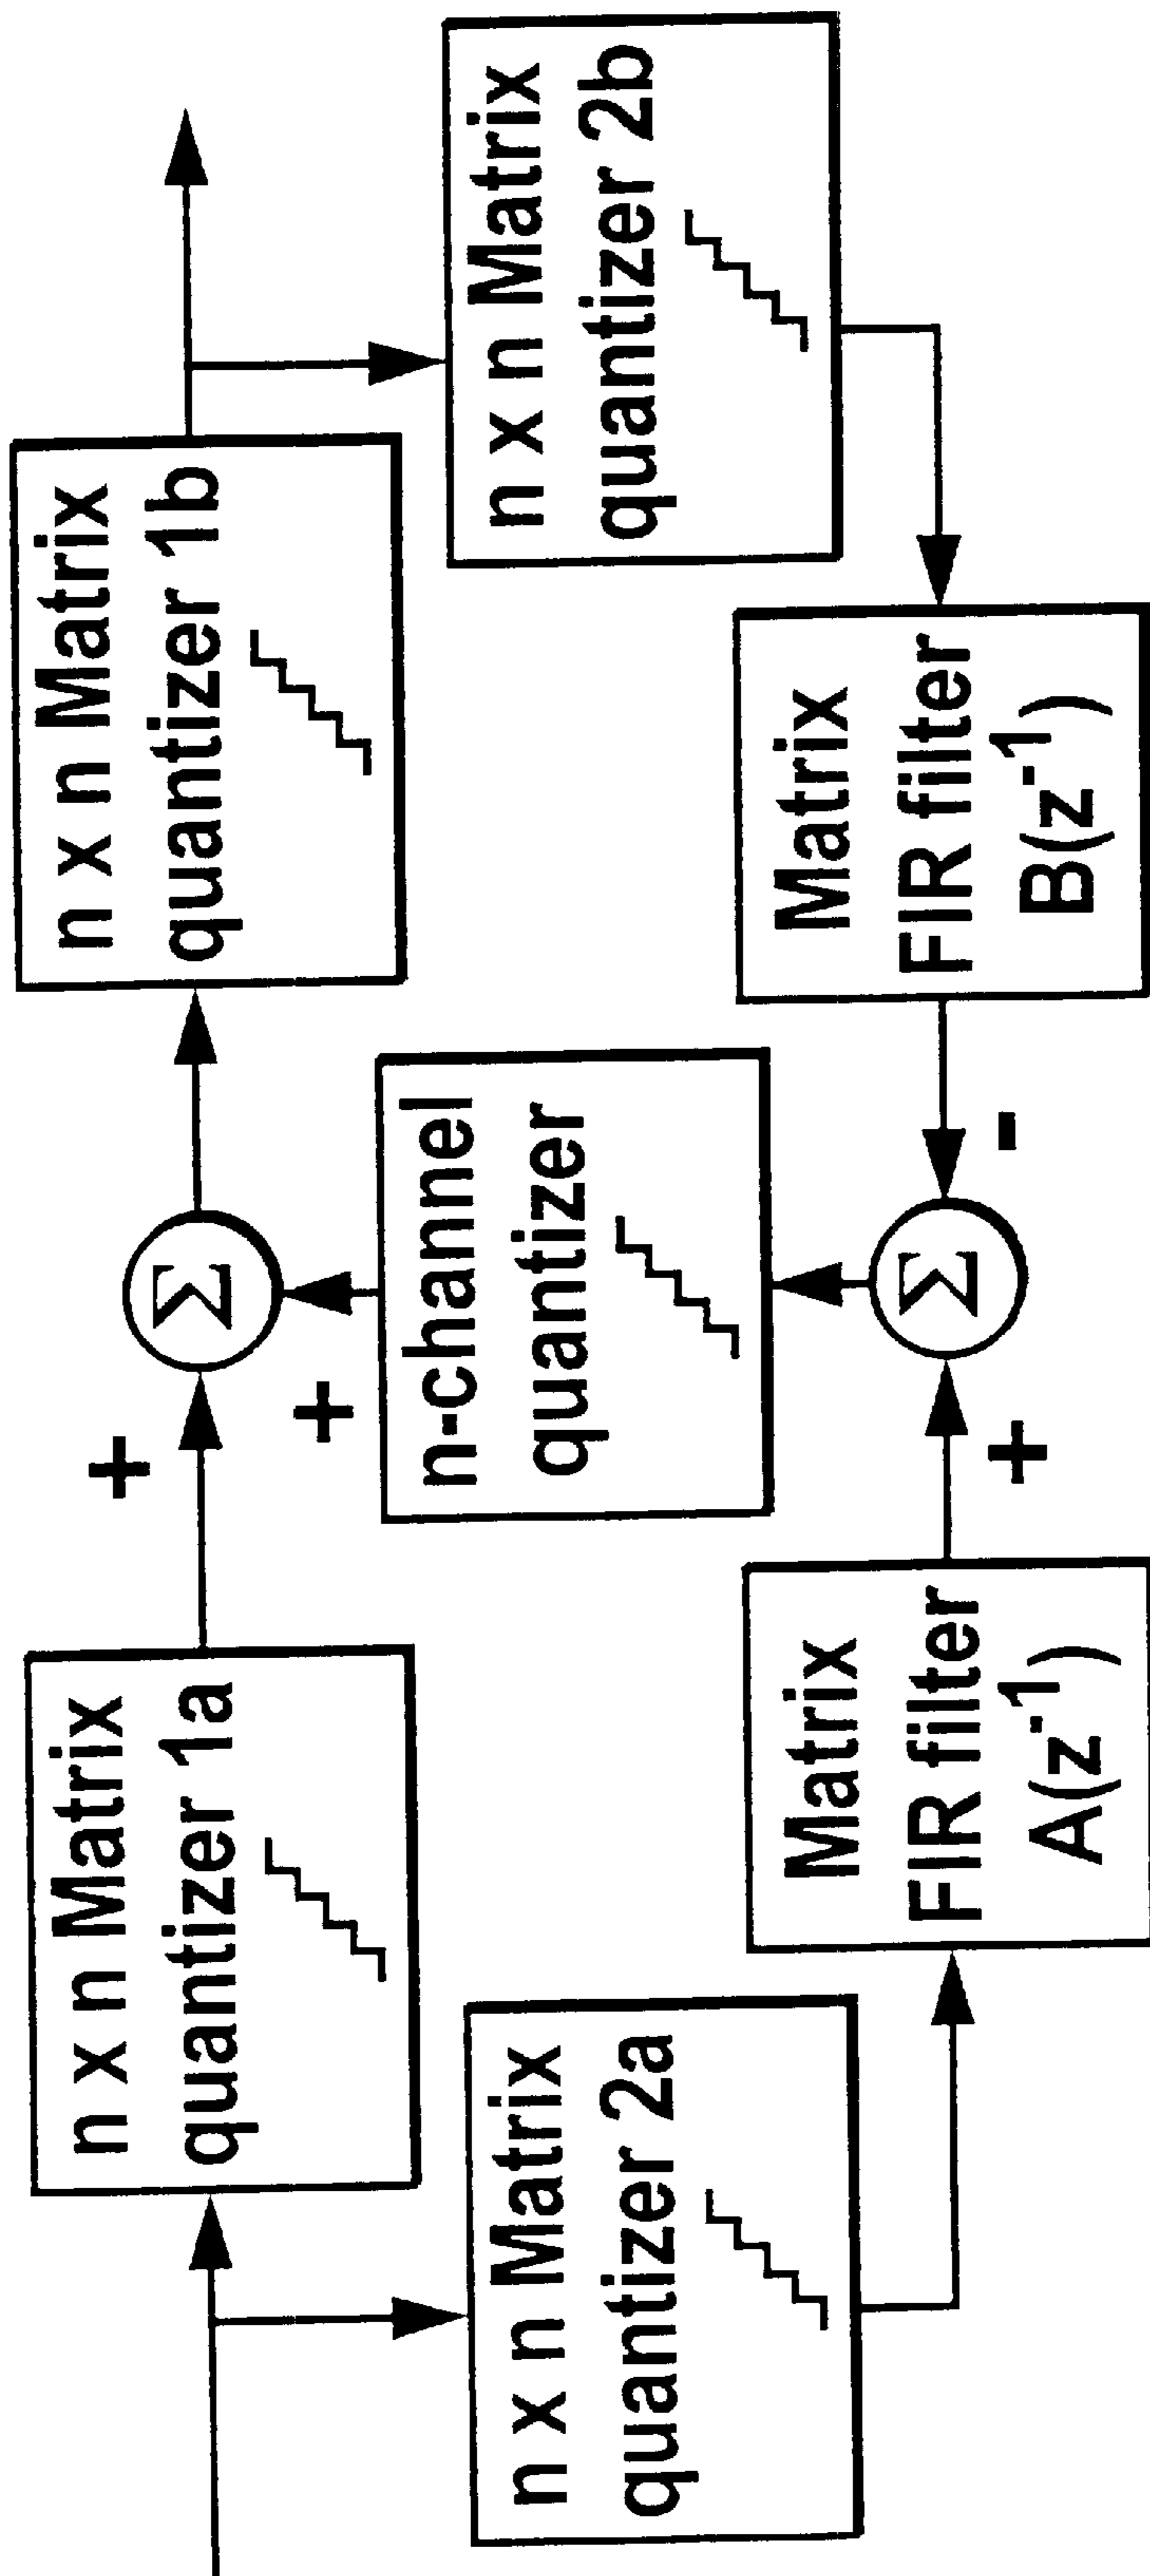 n x n Matrix
quantizer 1a
+
Σ
n x n Matrix
quantizer 1b
n x n Matrix
quantizer 2a
+
n-channel
quantizer
n x n Matrix
quantizer 2b
Matrix
FIR filter
A(z⁻¹)
+
Σ
-
Matrix
FIR filter
B(z⁻¹)